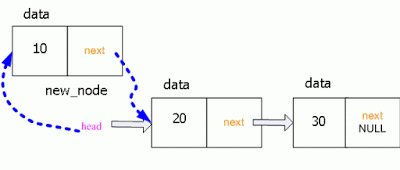 data
10 next
new_node
head
data
20 next
data
30 next
NULL